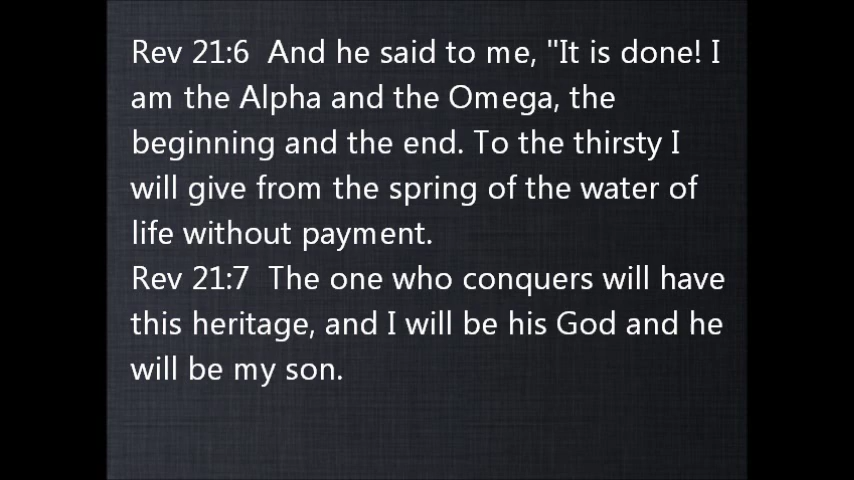 Rev 21:6  And he said to me, "It is done! I
am the Alpha and the Omega, the
beginning and the end. To the thirsty I
will give from the spring of the water of
life without payment.
Rev 21:7  The one who conquers will have
this heritage, and I will be his God and he
will be my son.